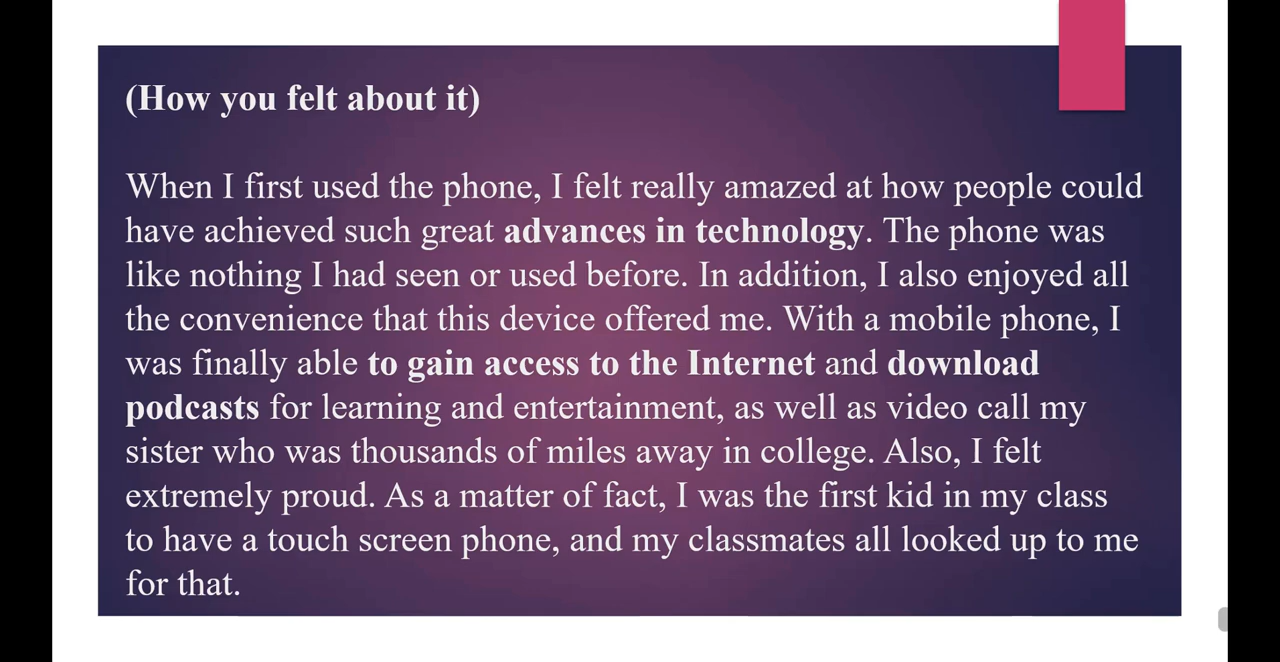 (How you felt about it)
When I first used the phone, I felt really amazed at how people could
have achieved such great advances in technology. The phone was
like nothing I had seen or used before. In addition, I also enjoyed all
the convenience that this device offered me. With a mobile phone, I
was finally able to gain access to the Internet and download
podcasts for learning and entertainment, as well as video call my
sister who was thousands of miles away in college. Also, I felt
extremely proud. As a matter of fact, I was the first kid in my class
to have a touch screen phone, and my classmates all looked up to me
for that.